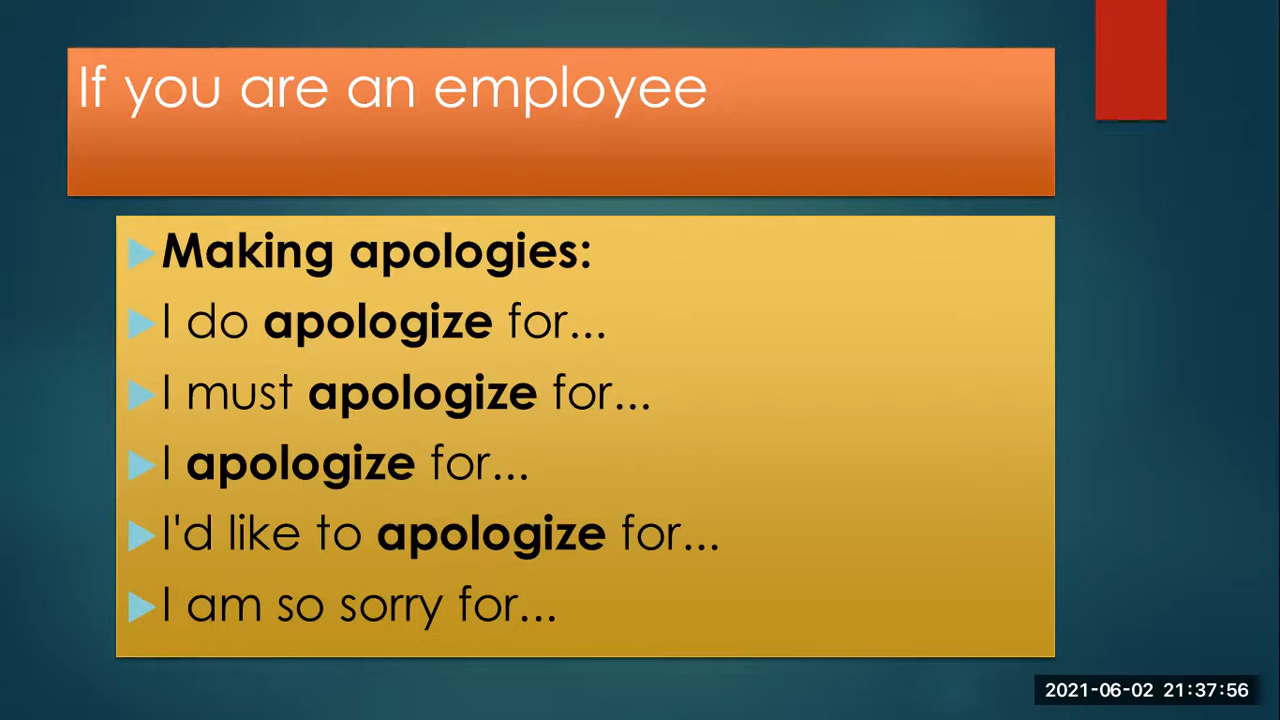 If you are an employee
Making apologies:
I do apologize for...
I must apologize for...
I apologize for...
I'd like to apologize for...
I am so sorry for...
2021-06-02 21:37:56